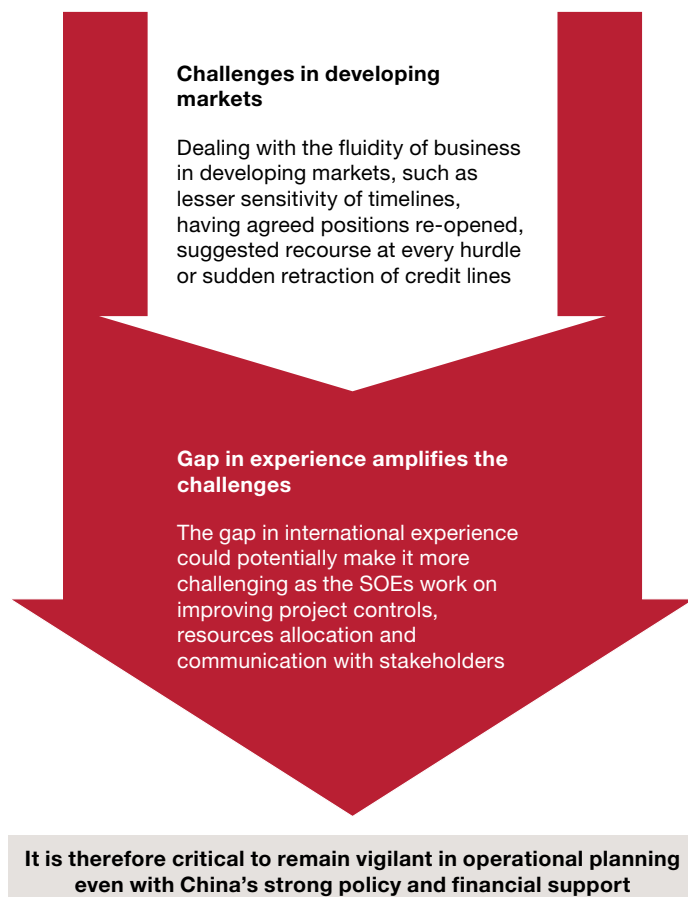 Challenges in developing
markets
Dealing with the fluidity of business
in developing markets, such as
lesser sensitivity of timelines,
having agreed positions re-opened,
suggested recourse at every hurdle
or sudden retraction of credit lines
Gap in experience amplifies the
challenges
The gap in international experience
could potentially make it more
challenging as the SOEs work on
improving project controls,
resources allocation and
communication with stakeholders
It is therefore critical to remain vigilant in operational planning
even with China’s strong policy and financial support